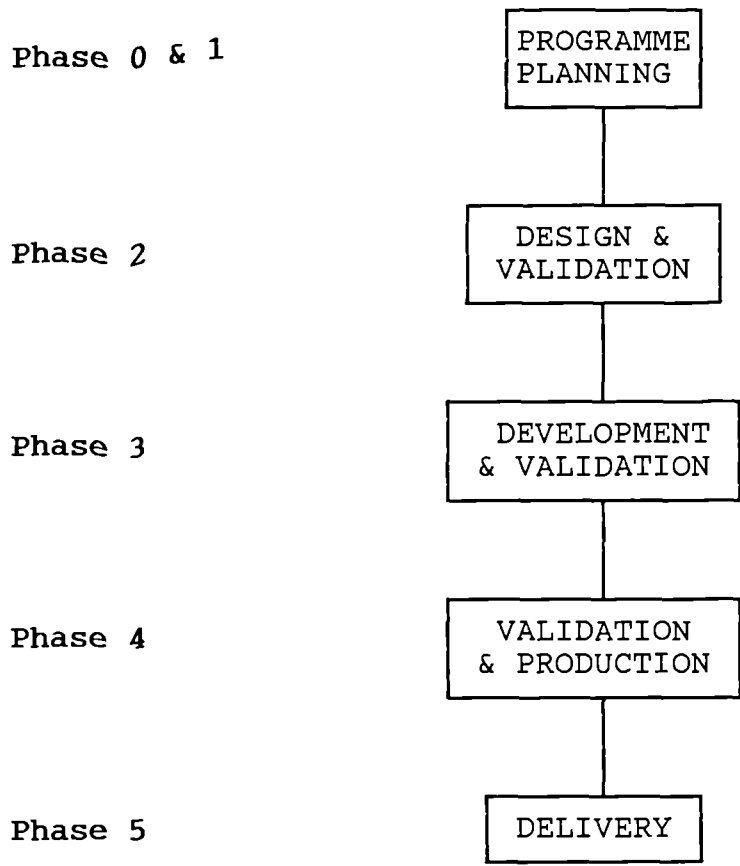 Phase 0 & 1
PROGRAMME
PLANNING
Phase 2
DESIGN &
VALIDATION
Phase 3
DEVELOPMENT
& VALIDATION
Phase 4
VALIDATION
& PRODUCTION
Phase 5
DELIVERY